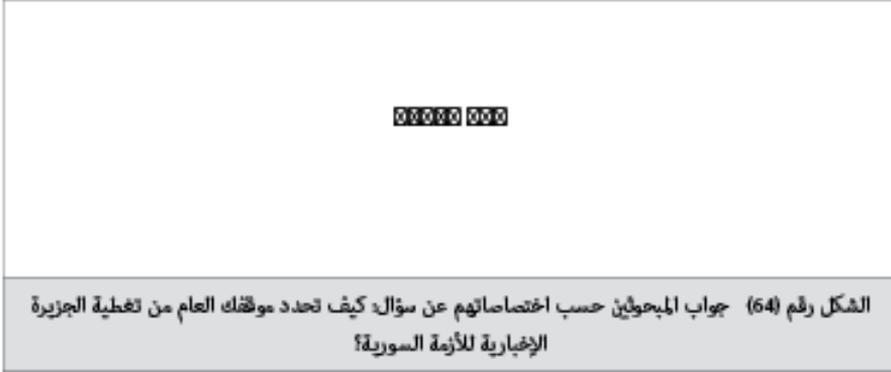 الشكل رقم (64) جواب المبحوثين حسب اختصاصاتهم عن سؤال: كيف تحدد موقفك العام من تغطية الجزيرة
الإخبارية للأزمة السورية؟